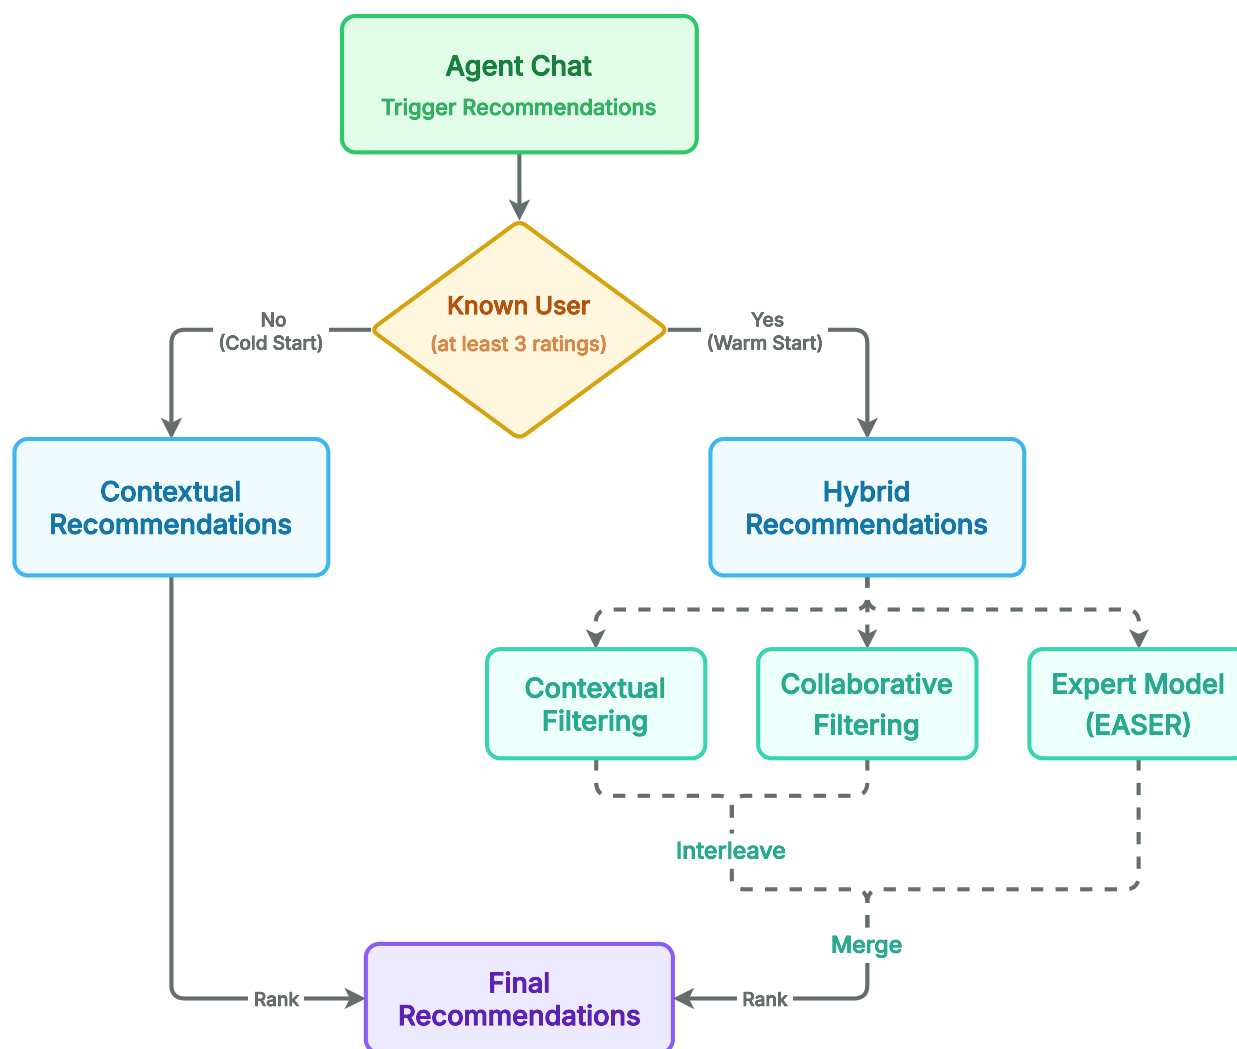 Agent Chat
Trigger Recommendations
Known User
(at least 3 ratings)
No
(Cold Start)
Yes
(Warm Start)
Contextual
Recommendations
Hybrid
Recommendations
Contextual
Filtering
Collaborative
Filtering
Expert Model
(EASER)
Interleave
Merge
Rank
Final
Recommendations
Rank